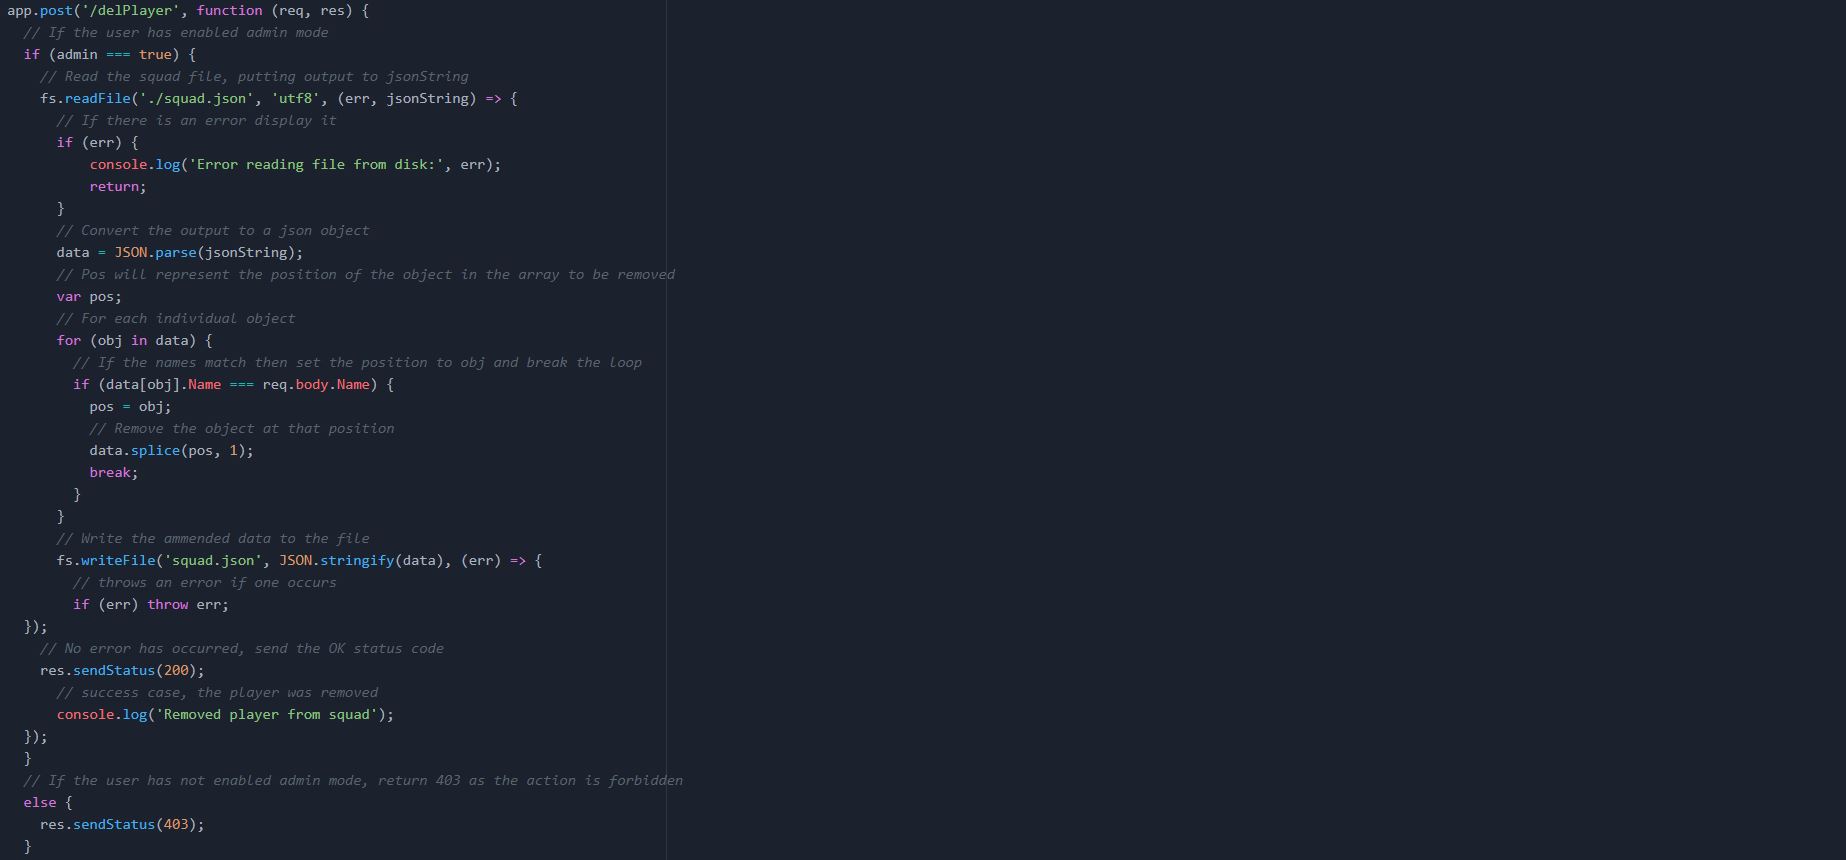 app.post('/delPlayer', function (req, res) {
  // If the user has enabled admin mode
  if (admin === true) {
    // Read the squad file, putting output to jsonString
    fs.readFile('./squad.json', 'utf8', (err, jsonString) => {
      // If there is an error display it
      if (err) {
          console.log('Error reading file from disk:', err);
          return;
      }
      // Convert the output to a json object
      data = JSON.parse(jsonString);
      // Pos will represent the position of the object in the array to be removed
      var pos;
      // For each individual object
      for (obj in data) {
        // If the names match then set the position to obj and break the loop
        if (data[obj].Name === req.body.Name) {
          pos = obj;
          // Remove the object at that position
          data.splice(pos, 1);
          break;
        }
      }
      // Write the ammended data to the file
      fs.writeFile('squad.json', JSON.stringify(data), (err) => {
        // throws an error if one occurs
        if (err) throw err;
  });
    // No error has occurred, send the OK status code
    res.sendStatus(200);
      // success case, the player was removed
      console.log('Removed player from squad');
  });
  }
  // If the user has not enabled admin mode, return 403 as the action is forbidden
  else {
    res.sendStatus(403);
  }